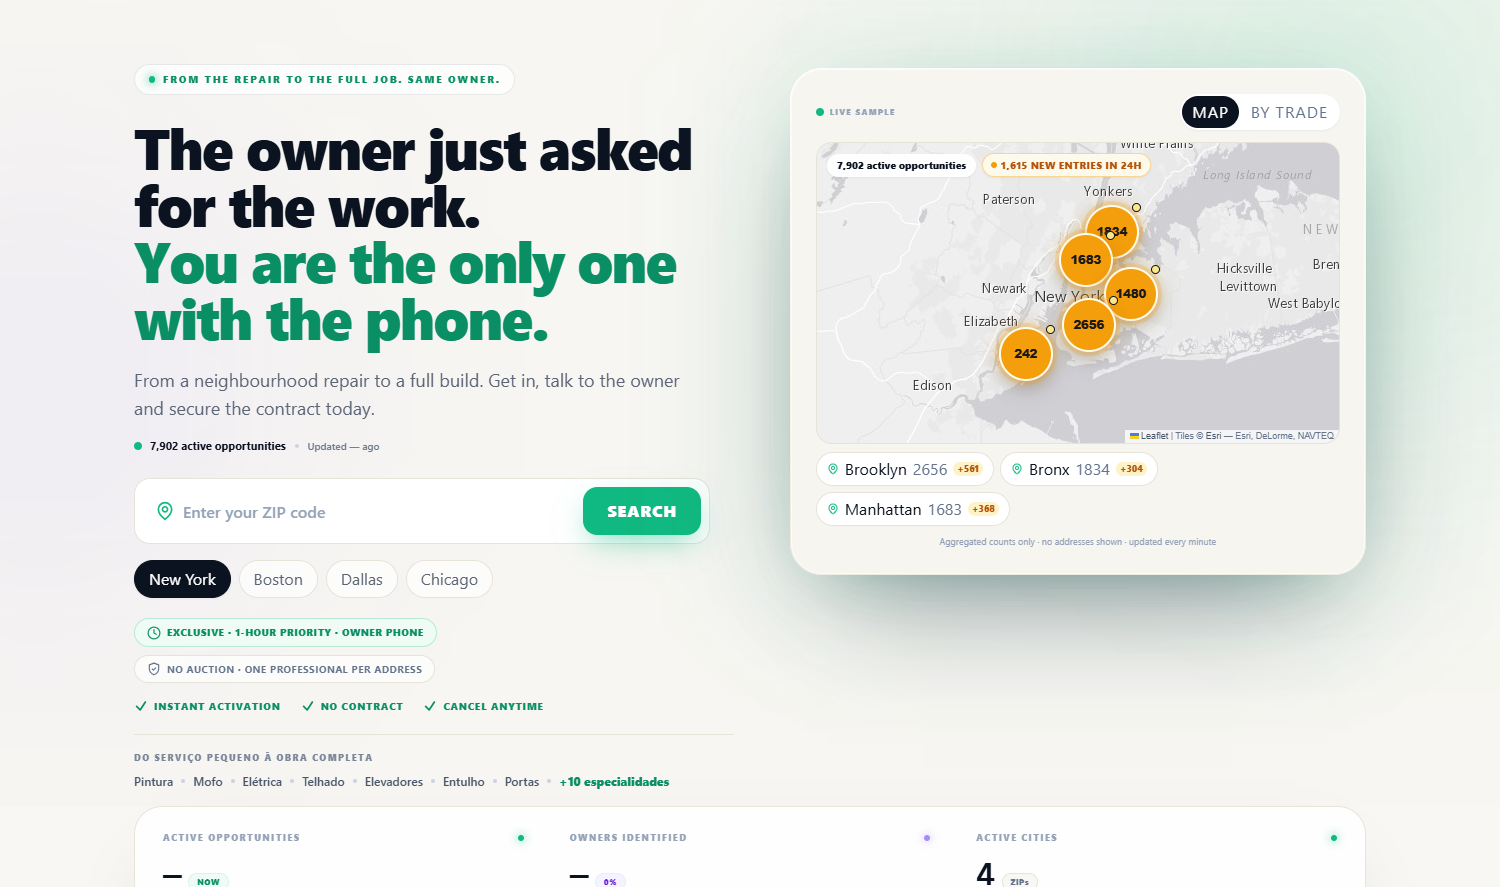 FROM THE REPAIR TO THE FULL JOB. SAME OWNER.
The owner just asked
for the work.
You are the only one
with the phone.
From a neighbourhood repair to a full build. Get in, talk to the owner
and secure the contract today.
7,902 active opportunities • Updated — ago
Enter your ZIP code
SEARCH
New York
Boston
Dallas
Chicago
EXCLUSIVE · 1-HOUR PRIORITY · OWNER PHONE
NO AUCTION · ONE PROFESSIONAL PER ADDRESS
INSTANT ACTIVATION
NO CONTRACT
CANCEL ANYTIME
DO SERVIÇO PEQUENO À OBRA COMPLETA
Pintura • Mofo • Elétrica • Telhado • Elevadores • Entulho • Portas • +10 especialidades
LIVE SAMPLE
MAP
BY TRADE
7,902 active opportunities
1,615 NEW ENTRIES IN 24H
White Plains
Long Island Sound
Yonkers
Paterson
1834
NEW
1683
Hicksville
Bren
Levittown
Newark
New York
1480
West Babylo
Elizabeth
2656
242
Edison
Leaflet | Tiles © Esri — Esri, DeLorme, NAVTEQ
Brooklyn 2656 +561
Bronx 1834 +304
Manhattan 1683 +368
Aggregated counts only · no addresses shown · updated every minute
ACTIVE OPPORTUNITIES
— NOW
OWNERS IDENTIFIED
— 0%
ACTIVE CITIES
4 ZIPs